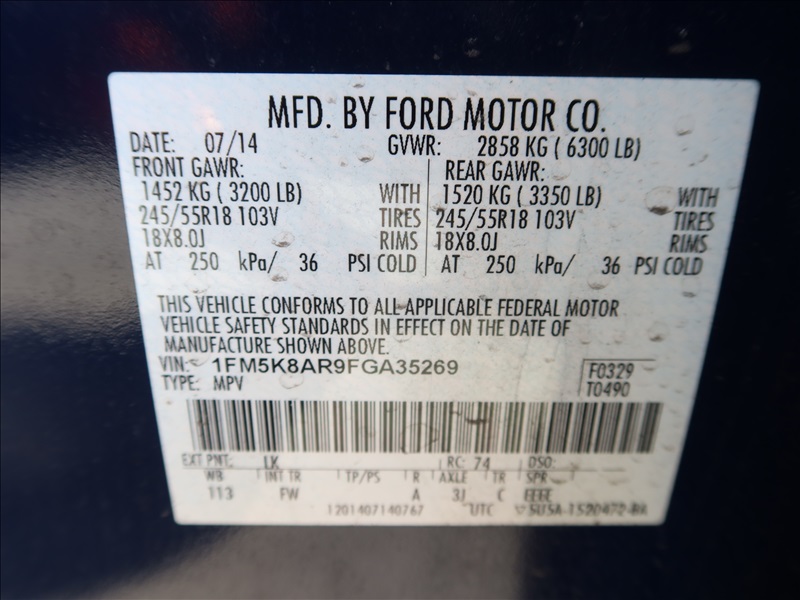 MFD. BY FORD MOTOR CO.
DATE: 07/14 GVWR: 2858 KG ( 6300 LB)
FRONT GAWR: REAR GAWR:
1452 KG ( 3200 LB) WITH 1520 KG ( 3350 LB) WITH
245/55R18 103V TIRES 245/55R18 103V TIRES
18X8.0J RIMS 18X8.0J RIMS
AT 250 kPa/ 36 PSI COLD AT 250 kPa/ 36 PSI COLD
THIS VEHICLE CONFORMS TO ALL APPLICABLE FEDERAL MOTOR
VEHICLE SAFETY STANDARDS IN EFFECT ON THE DATE OF
MANUFACTURE SHOWN ABOVE.
VIN: 1FM5K8AR9FGA35269 F0329
TYPE: MPV T0490
EXT PNT: LK RC: 74 DSO:
WB INT TR TP/PS R AXLE TR SPR
113 FW A 3J C EEEE
1201407140767 UTC